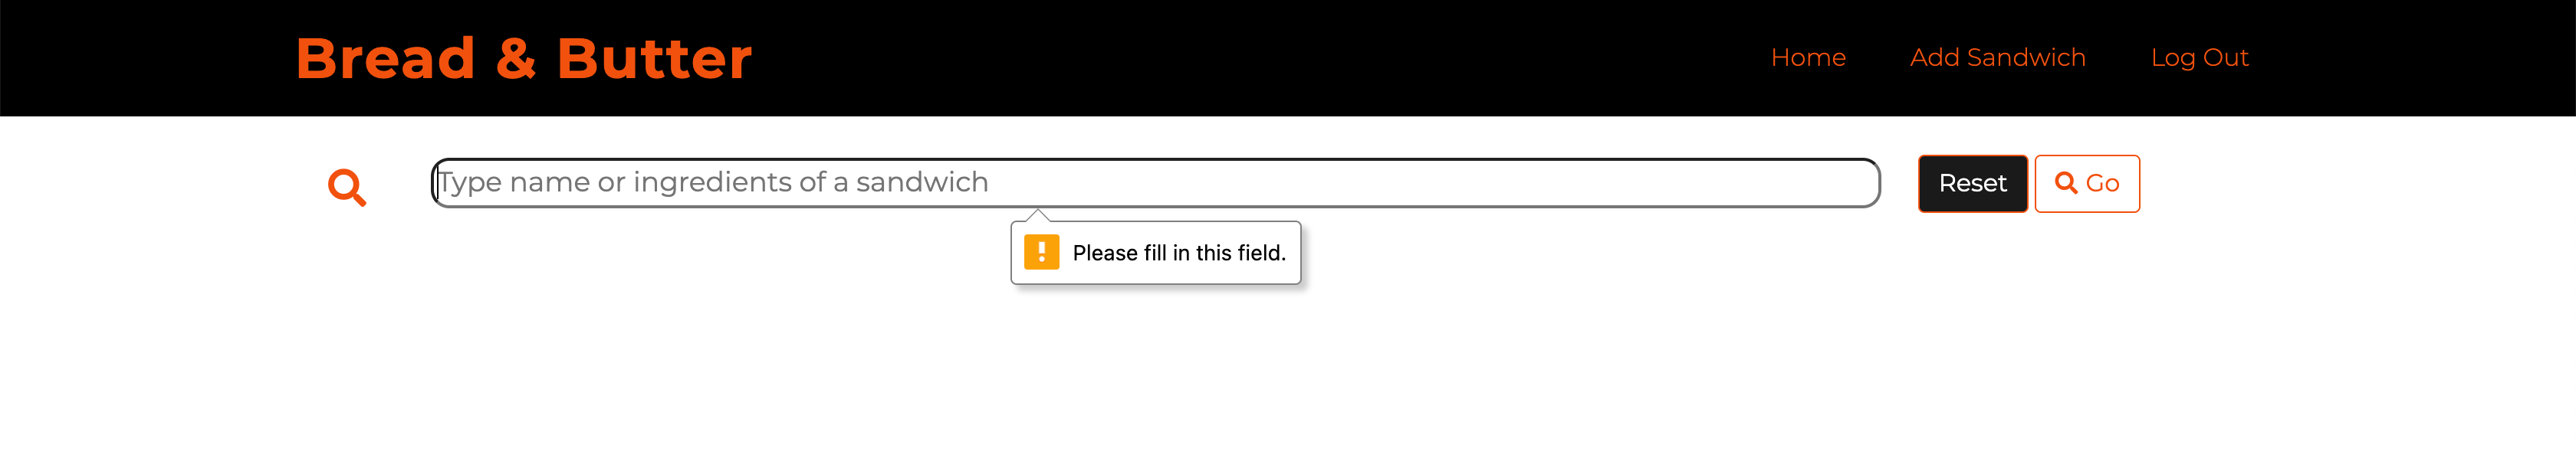 Bread & Butter
Home Add Sandwich Log Out
Type name or ingredients of a sandwich
Reset Go
Please fill in this field.